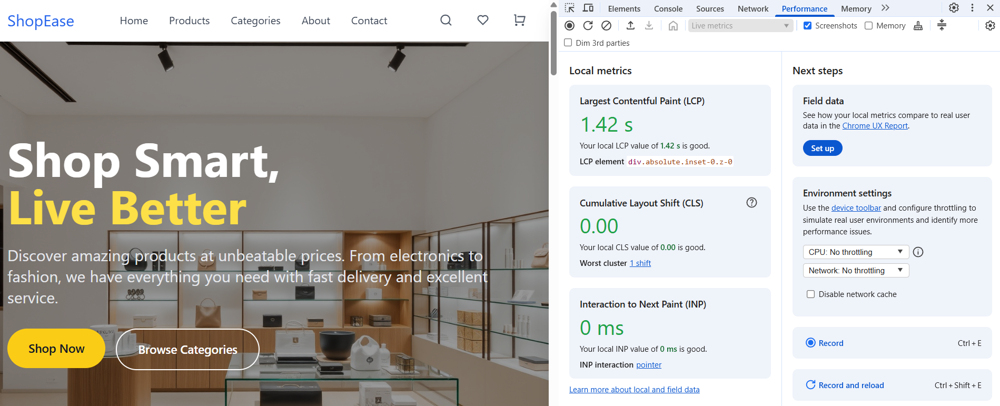 ShopEase
Home
Products
Categories
About
Contact
Shop Smart,
Live Better
Discover amazing products at unbeatable prices. From electronics to
fashion, we have everything you need with fast delivery and excellent
service.
Shop Now
Browse Categories
Elements
Console
Sources
Network
Performance
Memory
Live metrics
Screenshots
Memory
Dim 3rd parties
Local metrics
Largest Contentful Paint (LCP)
1.42 s
Your local LCP value of 1.42 s is good.
LCP element div.absolute.inset-0.z-0
Cumulative Layout Shift (CLS)
0.00
Your local CLS value of 0.00 is good.
Worst cluster 1 shift
Interaction to Next Paint (INP)
0 ms
Your local INP value of 0 ms is good.
INP interaction pointer
Learn more about local and field data
Next steps
Field data
See how your local metrics compare to real user
data in the Chrome UX Report.
Set up
Environment settings
Use the device toolbar and configure throttling to
simulate real user environments and identify more
performance issues.
CPU: No throttling
Network: No throttling
Disable network cache
Record
Ctrl + E
Record and reload
Ctrl + Shift + E